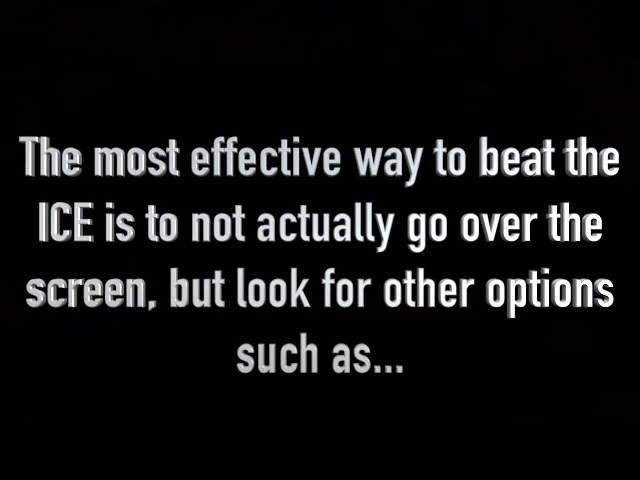 The most effective way to beat the
ICE is to not actually go over the
screen, but look for other options
such as...